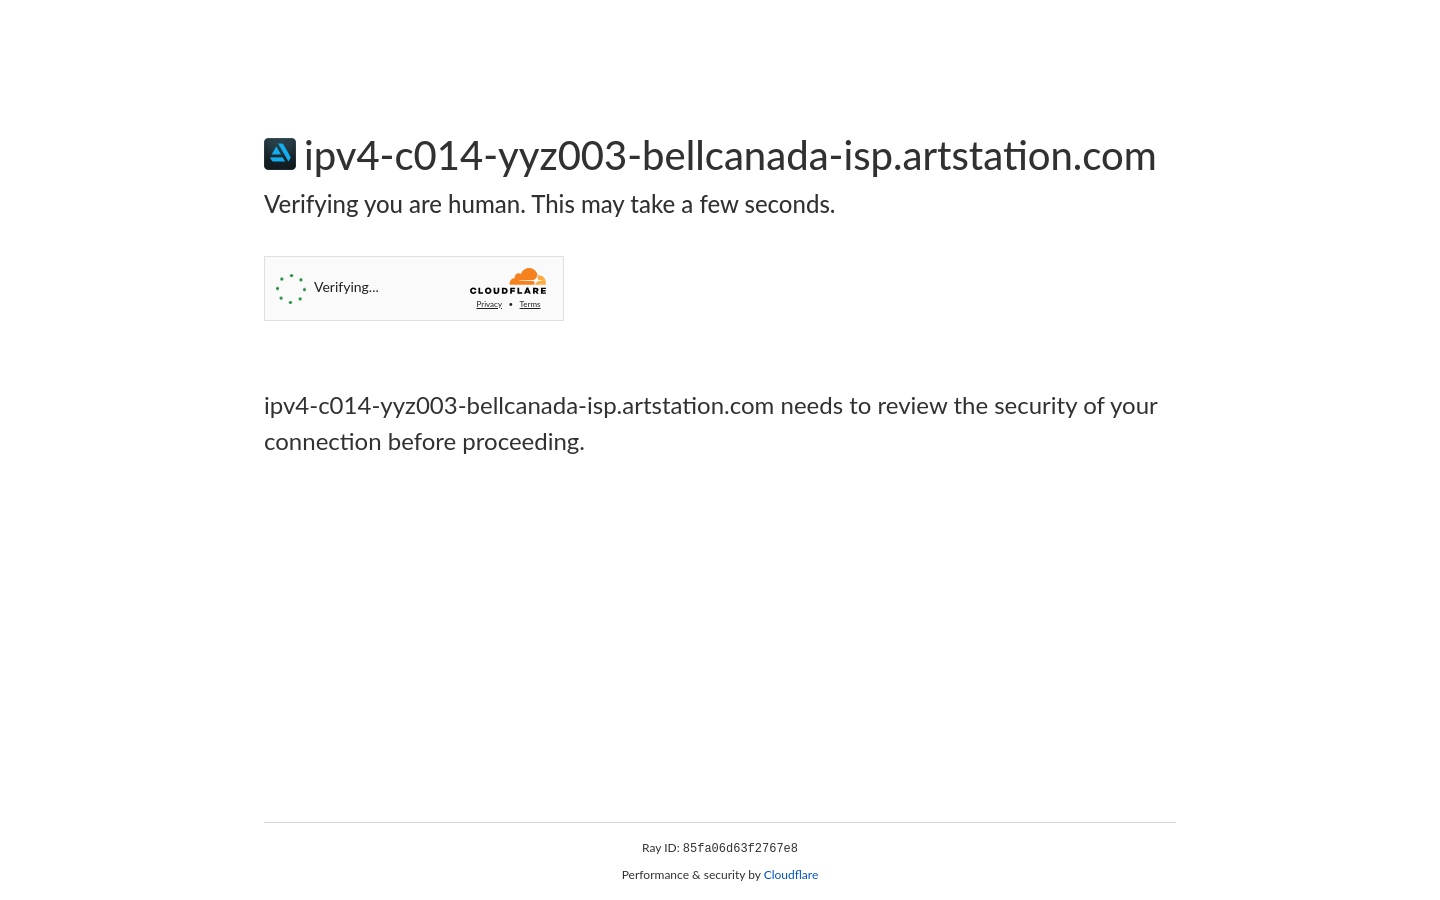 ipv4-c014-yyz003-bellcanada-isp.artstation.com
Verifying you are human. This may take a few seconds.
Verifying...
CLOUDFLARE
Privacy • Terms
ipv4-c014-yyz003-bellcanada-isp.artstation.com needs to review the security of your
connection before proceeding.
Ray ID: 85fa06d63f2767e8
Performance & security by Cloudflare